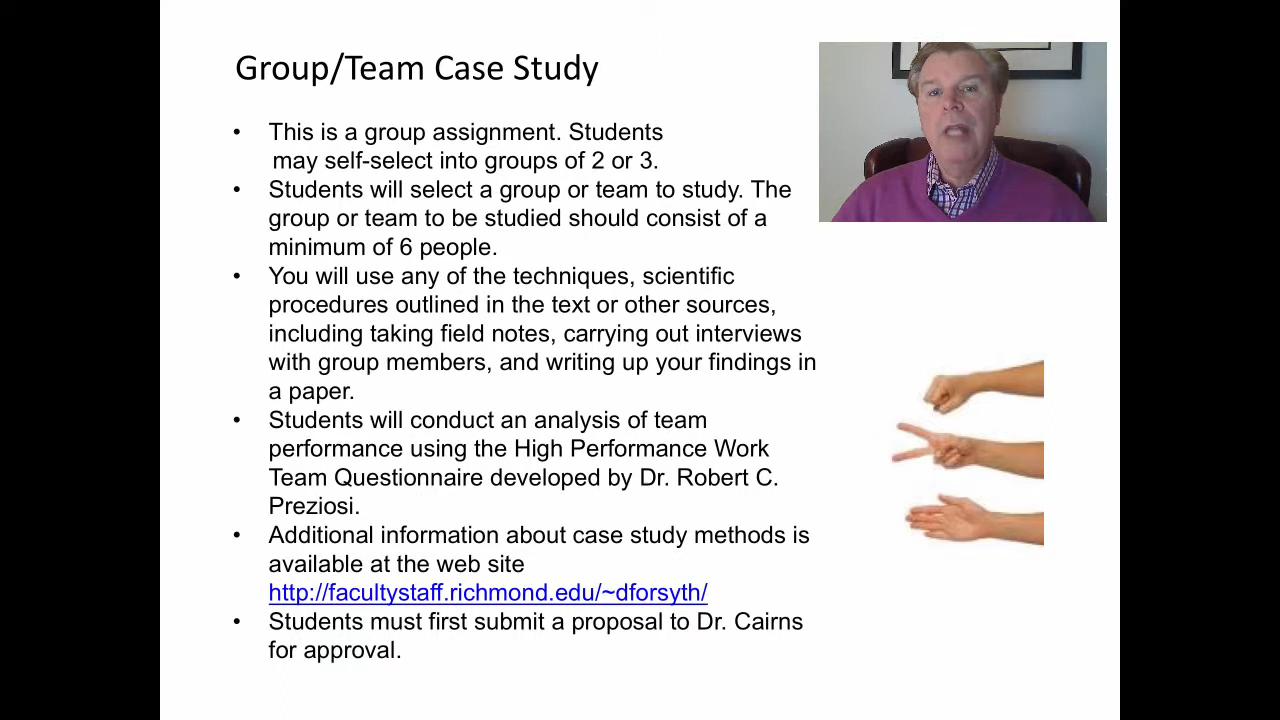 Group/Team Case Study
• This is a group assignment. Students
may self-select into groups of 2 or 3.
• Students will select a group or team to study. The
group or team to be studied should consist of a
minimum of 6 people.
• You will use any of the techniques, scientific
procedures outlined in the text or other sources,
including taking field notes, carrying out interviews
with group members, and writing up your findings in
a paper.
• Students will conduct an analysis of team
performance using the High Performance Work
Team Questionnaire developed by Dr. Robert C.
Preziosi.
• Additional information about case study methods is
available at the web site
http://facultystaff.richmond.edu/~dforsyth/
• Students must first submit a proposal to Dr. Cairns
for approval.